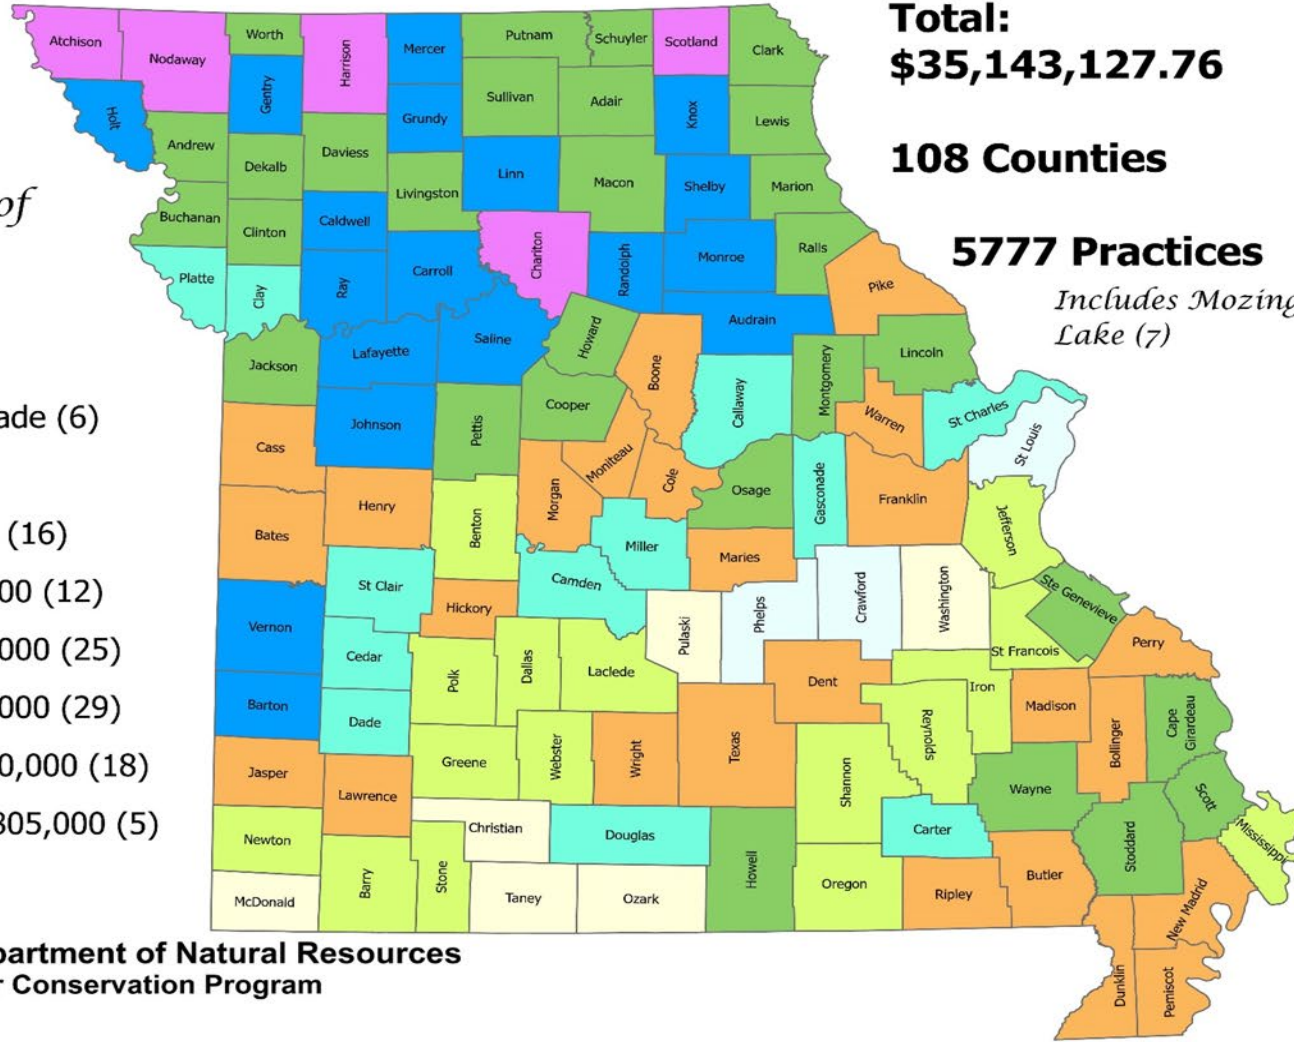 Total:
$35,143,127.76
108 Counties
5777 Practices
Includes Mozing
Lake (7)
of
ade (6)
(16)
00 (12)
000 (25)
000 (29)
0,000 (18)
805,000 (5)
Atchison
Nodaway
Worth
Harrison
Mercer
Putnam
Schuyler
Scotland
Clark
Holt
Gentry
Grundy
Sullivan
Adair
Knox
Lewis
Andrew
Dekalb
Daviess
Livingston
Linn
Macon
Shelby
Marion
Buchanan
Clinton
Caldwell
Chariton
Randolph
Monroe
Ralls
Platte
Clay
Ray
Carroll
Audrain
Pike
Jackson
Lafayette
Saline
Howard
Boone
Callaway
Montgomery
Lincoln
Cass
Johnson
Pettis
Cooper
Moniteau
Cole
Warren
St Charles
St Louis
Bates
Henry
Benton
Morgan
Miller
Osage
Gasconade
Franklin
Jefferson
Vernon
St Clair
Hickory
Camden
Maries
Pulaski
Phelps
Crawford
Washington
Ste Genevieve
Cedar
Polk
Dallas
Laclede
Dent
St Francois
Perry
Barton
Dade
Greene
Webster
Wright
Texas
Shannon
Reynolds
Iron
Madison
Bollinger
Cape
Girardeau
Jasper
Lawrence
Wayne
Scott
Newton
Christian
Douglas
Howell
Carter
Stoddard
Mississippi
McDonald
Barry
Stone
Taney
Ozark
Oregon
Ripley
Butler
New Madrid
Dunklin
Pemiscot
partment of Natural Resources
r Conservation Program